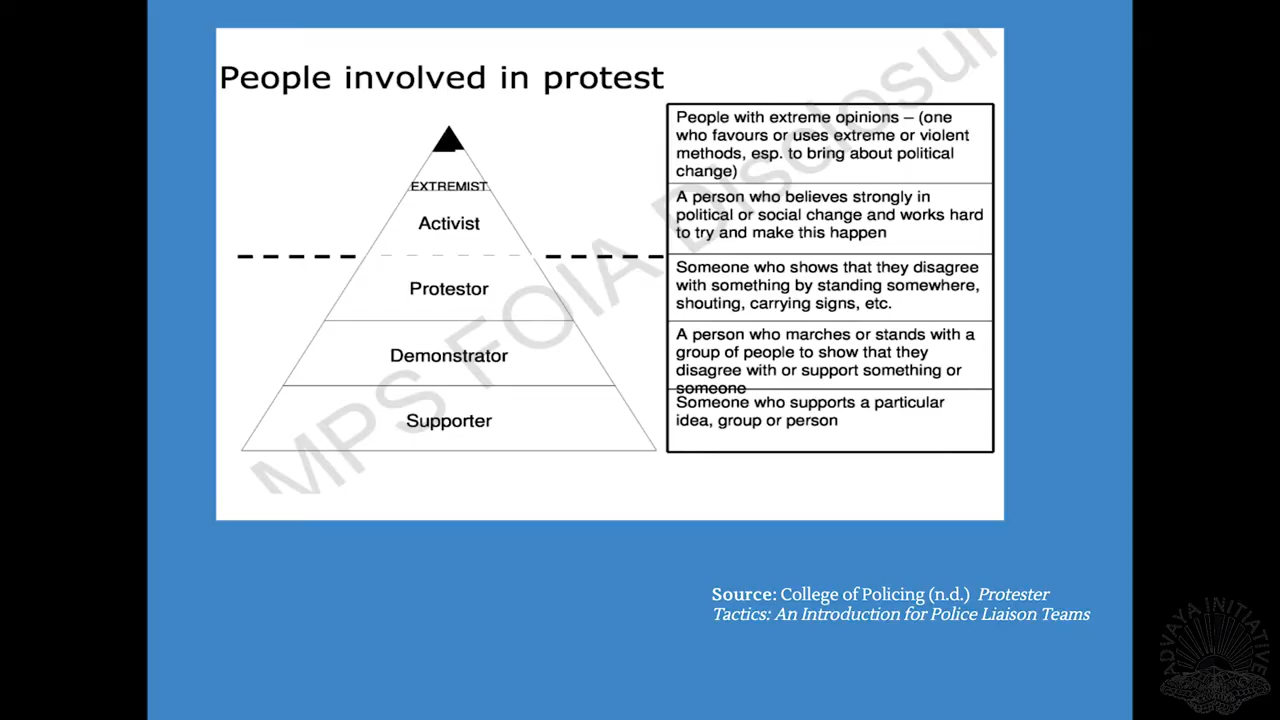 People involved in protest
EXTREMIST
Activist
Protestor
Demonstrator
Supporter
People with extreme opinions – (one
who favours or uses extreme or violent
methods, esp. to bring about political
change)
A person who believes strongly in
political or social change and works hard
to try and make this happen
Someone who shows that they disagree
with something by standing somewhere,
shouting, carrying signs, etc.
A person who marches or stands with a
group of people to show that they
disagree with or support something or
someone
Someone who supports a particular
idea, group or person
MPS FOIA Disclosur
Source: College of Policing (n.d.) Protester
Tactics: An Introduction for Police Liaison Teams
ADVAYA INITIATIVE